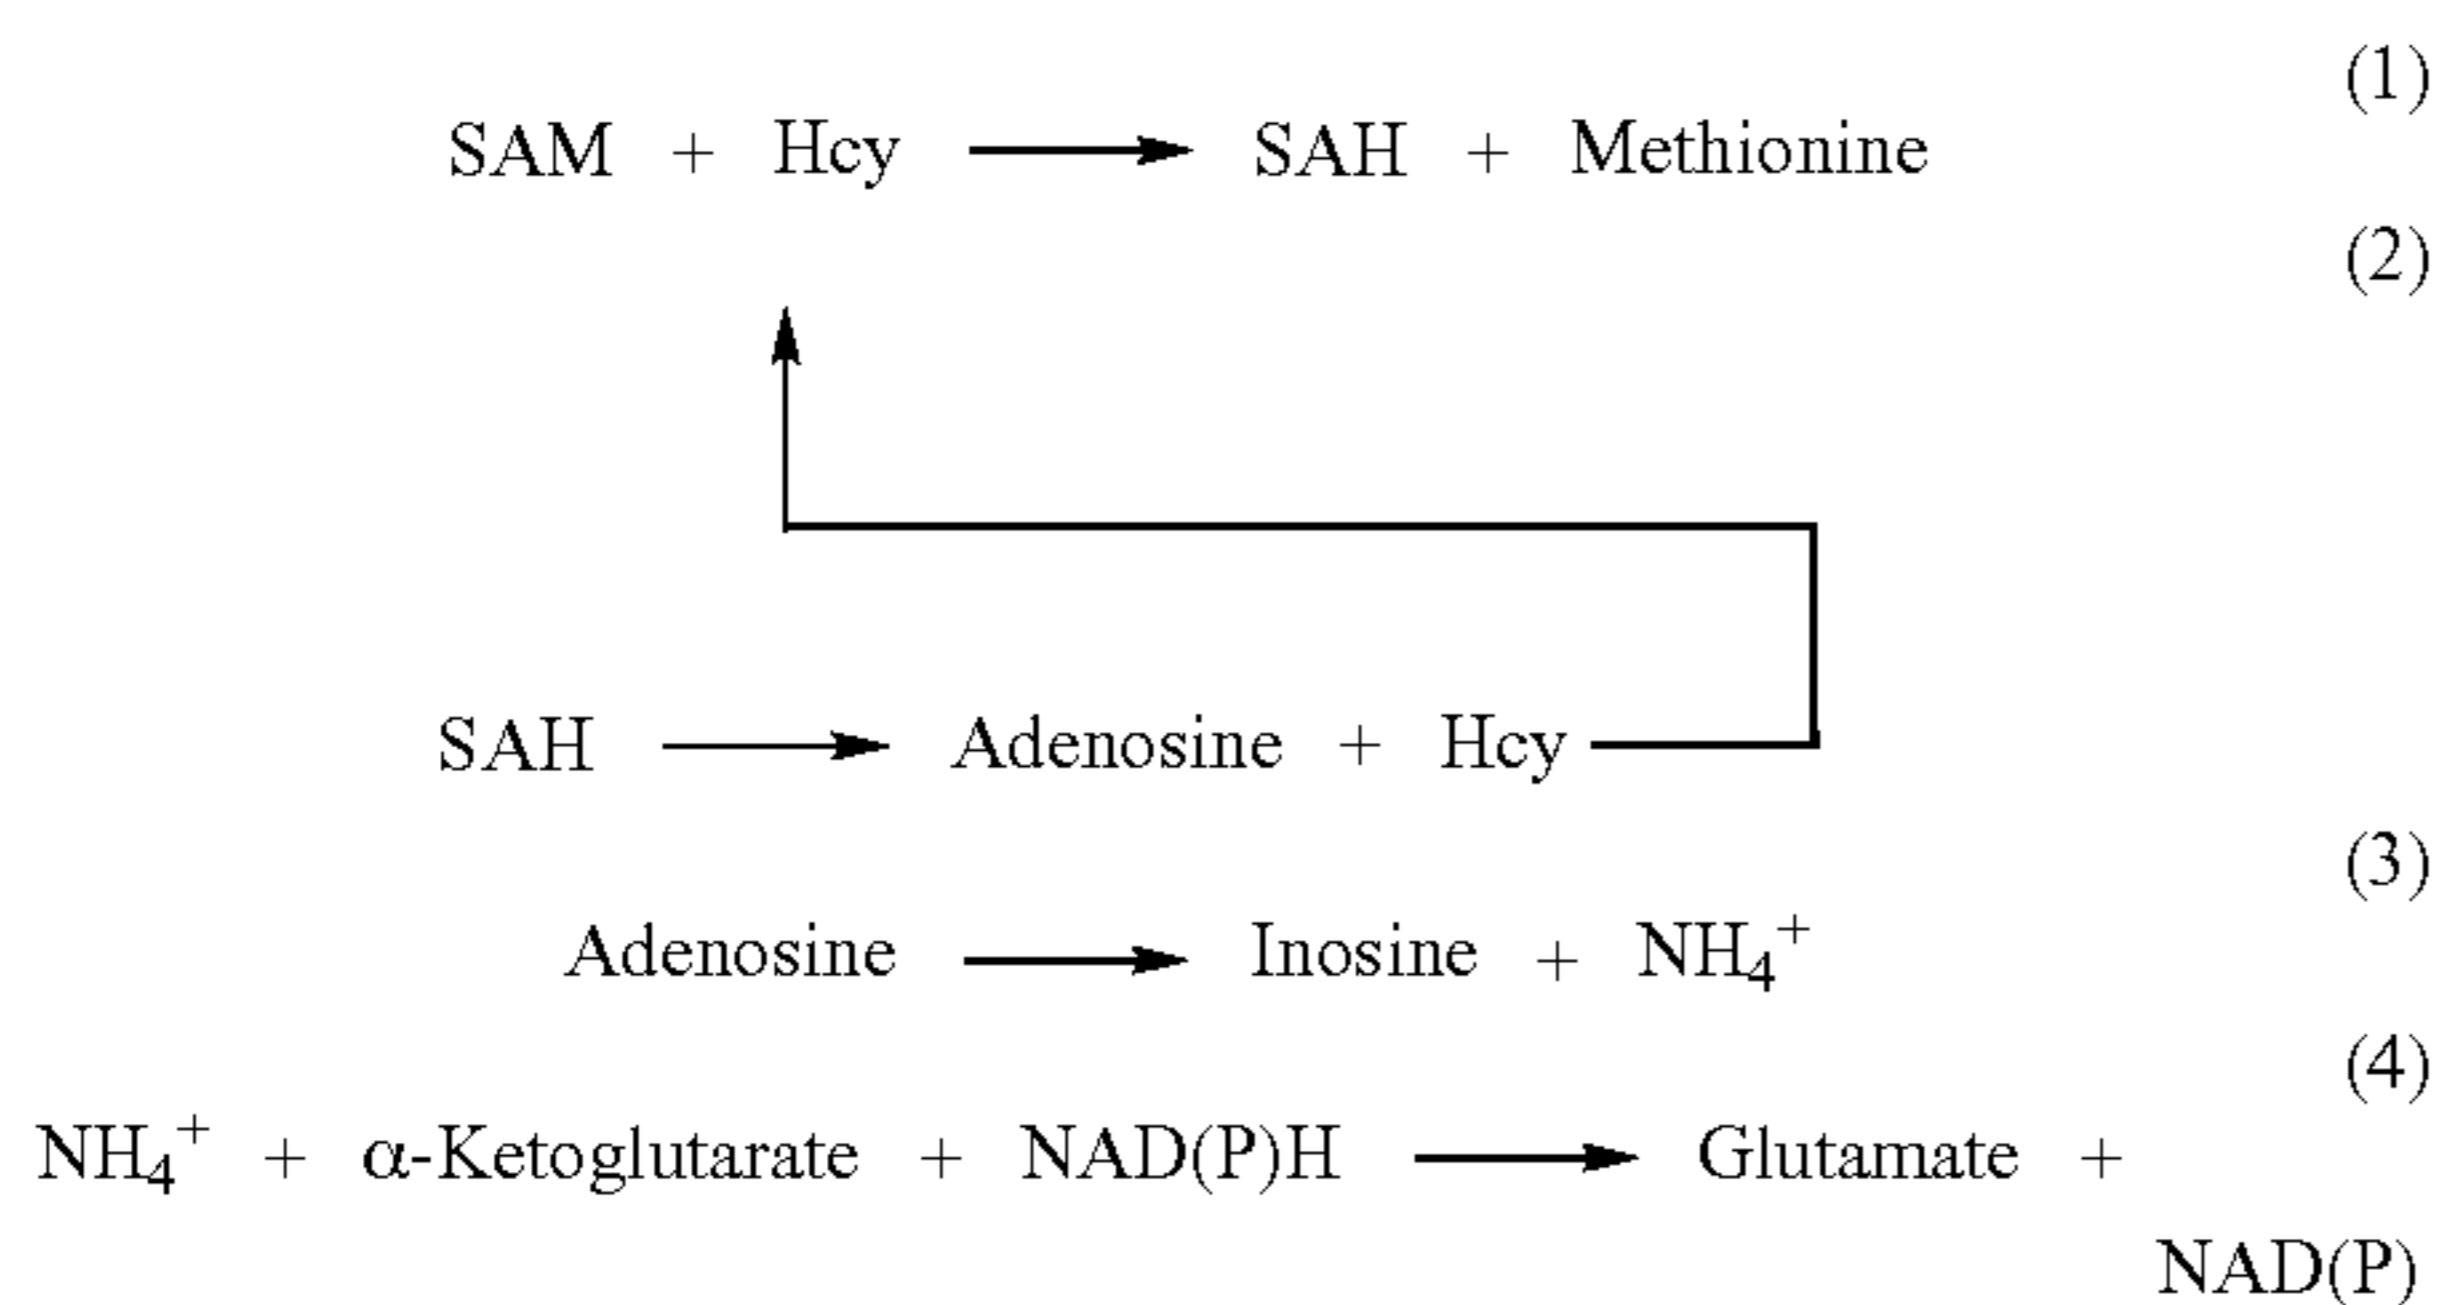 (1)
SAM + Hcy ⟶ SAH + Methionine
(2)
SAH ⟶ Adenosine + Hcy
(3)
Adenosine ⟶ Inosine + NH₄⁺
(4)
NH₄⁺ + α-Ketoglutarate + NAD(P)H ⟶ Glutamate +
NAD(P)